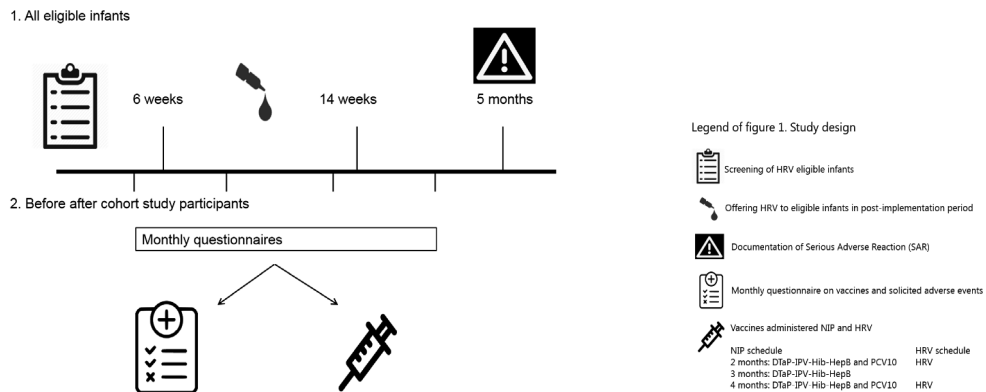 1. All eligible infants
6 weeks
14 weeks
5 months
2. Before after cohort study participants
Monthly questionnaires
Legend of figure 1. Study design
Screening of HRV eligible infants
Offering HRV to eligible infants in post-implementation period
Documentation of Serious Adverse Reaction (SAR)
Monthly questionnaire on vaccines and solicited adverse events
Vaccines administered NIP and HRV
NIP schedule HRV schedule
2 months: DTaP-IPV-Hib-HepB and PCV10 HRV
3 months: DTaP-IPV-Hib-HepB
4 months: DTaP-IPV-Hib-HepB and PCV10 HRV